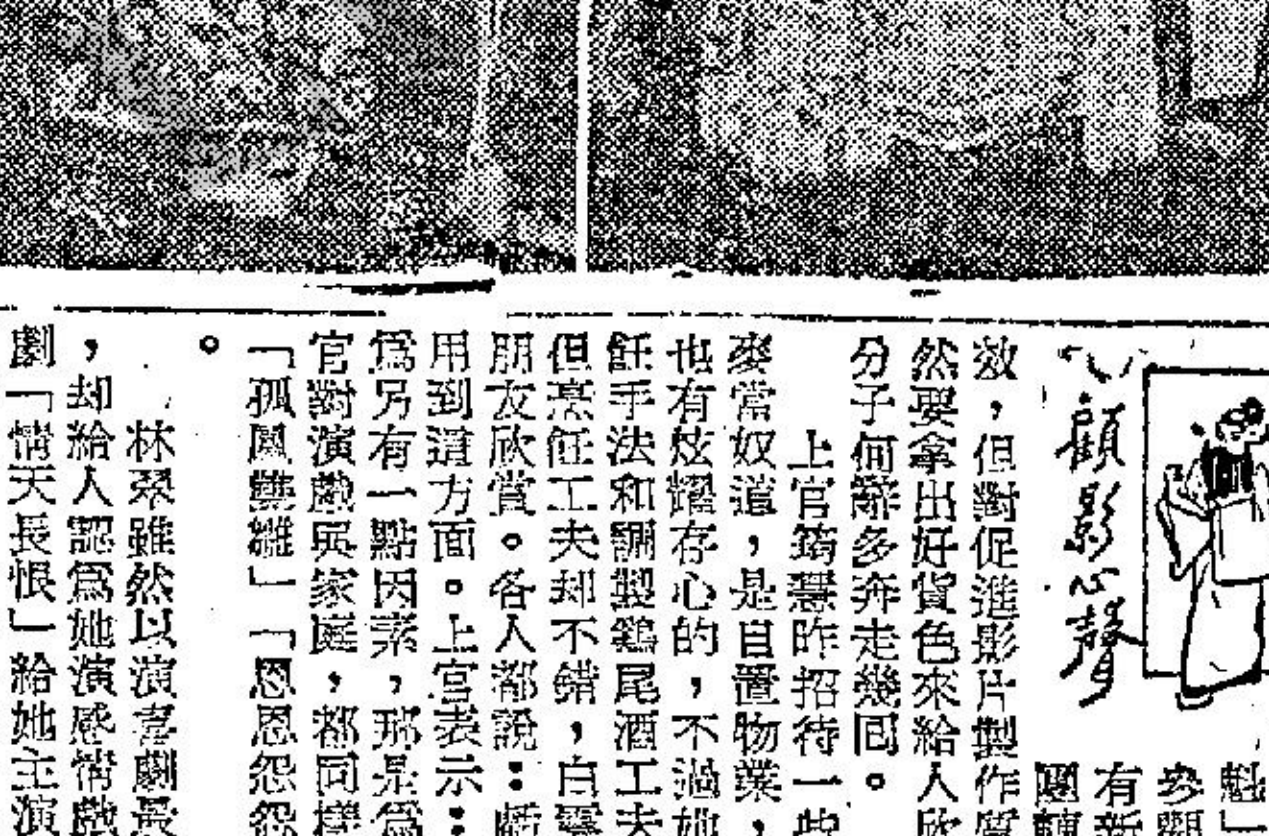 顧影心聲
魁」
參觀
有新
團
效，但對促進影片製作質
然要拿出好貨色來給人欣
分子何辭多奔走幾回。
上官筠慧昨招待一些
麥當奴道，是自置物業，
也有炫耀存心的，不過她
飪手法和調製鷄尾酒工夫
但烹飪工夫却不錯，白雲
朋友欣賞。各人都說：
用到這方面。上官表示：
爲另有一點因素，那是爲
官對演戲與家庭，都同樣
「孤鳳雙雛」「恩恩怨怨
。
林翠雖然以演喜劇最
，却給人認爲她演感情戲
劇「情天長恨」給她主演